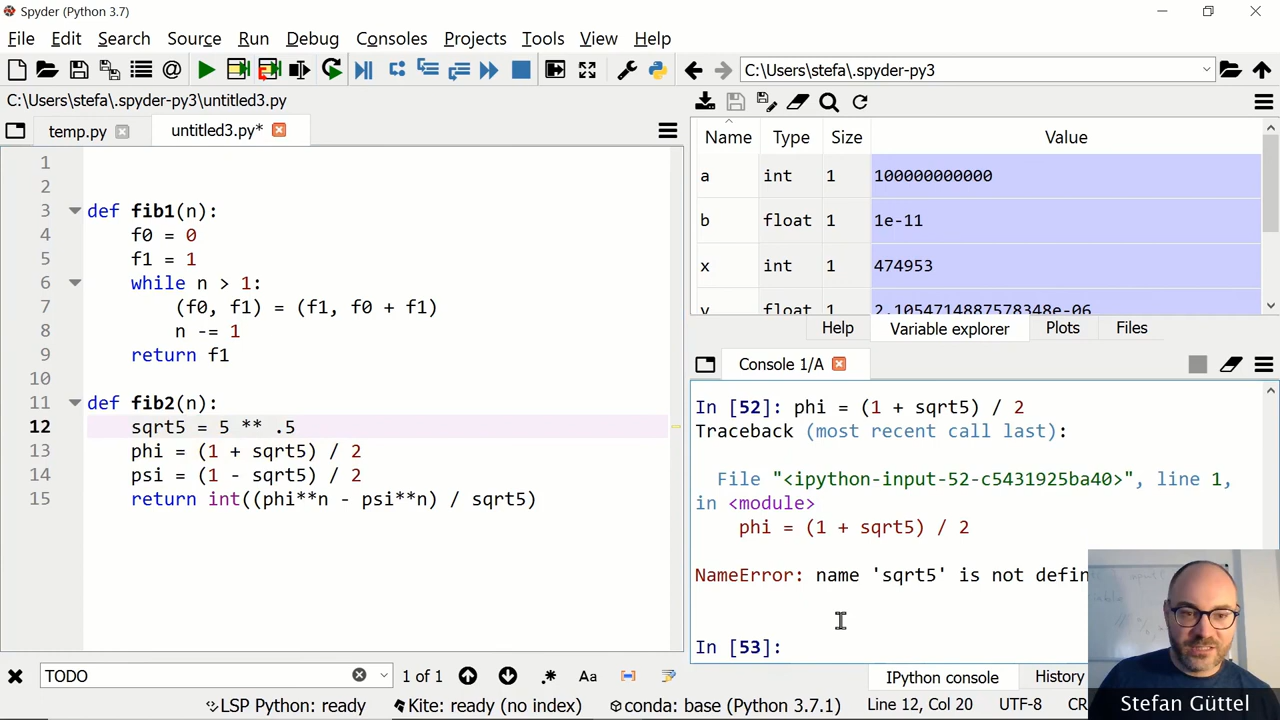 Spyder (Python 3.7)
File Edit Search Source Run Debug Consoles Projects Tools View Help
C:\Users\stefa\.spyder-py3
C:\Users\stefa\.spyder-py3\untitled3.py
temp.py untitled3.py*
1
2
3 def fib1(n):
4 f0 = 0
5 f1 = 1
6 while n > 1:
7 (f0, f1) = (f1, f0 + f1)
8 n -= 1
9 return f1
10
11 def fib2(n):
12 sqrt5 = 5 ** .5
13 phi = (1 + sqrt5) / 2
14 psi = (1 - sqrt5) / 2
15 return int((phi**n - psi**n) / sqrt5)
Name Type Size Value
a int 1 100000000000
b float 1 1e-11
x int 1 474953
y float 1 2.1054714887578348e-06
Help Variable explorer Plots Files
Console 1/A
In [52]: phi = (1 + sqrt5) / 2
Traceback (most recent call last):
File "<ipython-input-52-c5431925ba40>", line 1,
in <module>
phi = (1 + sqrt5) / 2
NameError: name 'sqrt5' is not defin
In [53]:
IPython console History
TODO 1 of 1 .* Aa
LSP Python: ready Kite: ready (no index) conda: base (Python 3.7.1) Line 12, Col 20 UTF-8 CR
Stefan Güttel